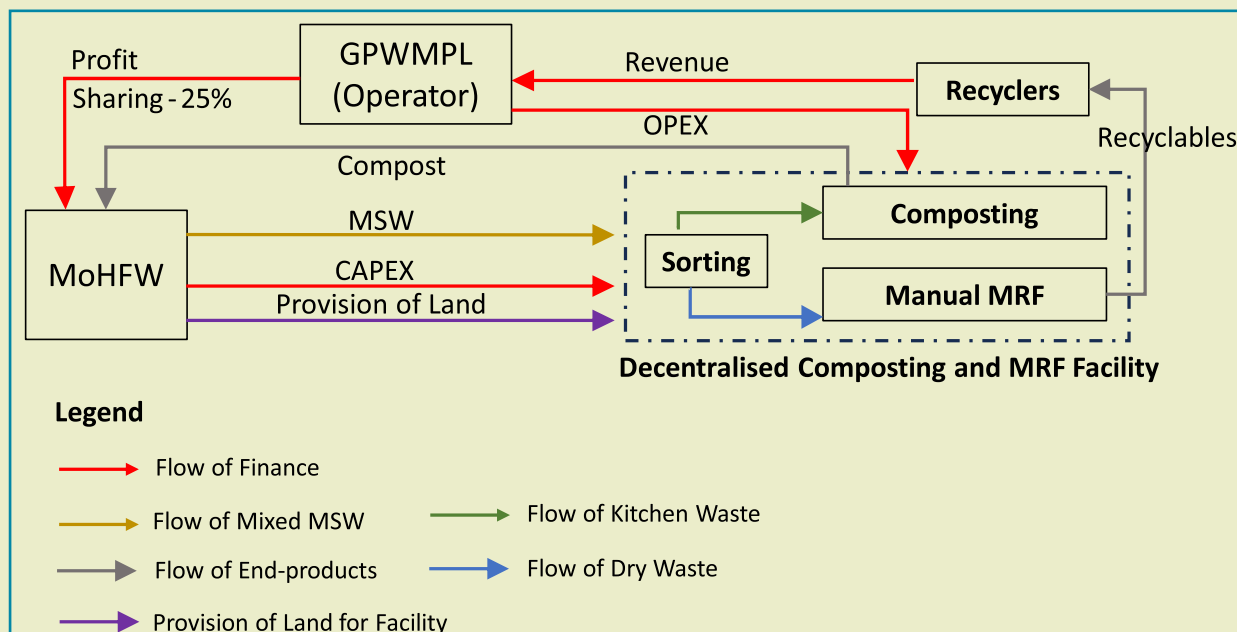 Profit
Sharing - 25%
GPWMPL
(Operator)
Revenue
Recyclers
OPEX
Recyclables
Compost
MoHFW
MSW
CAPEX
Provision of Land
Sorting
Composting
Manual MRF
Decentralised Composting and MRF Facility
Legend
Flow of Finance
Flow of Mixed MSW
Flow of Kitchen Waste
Flow of End-products
Flow of Dry Waste
Provision of Land for Facility